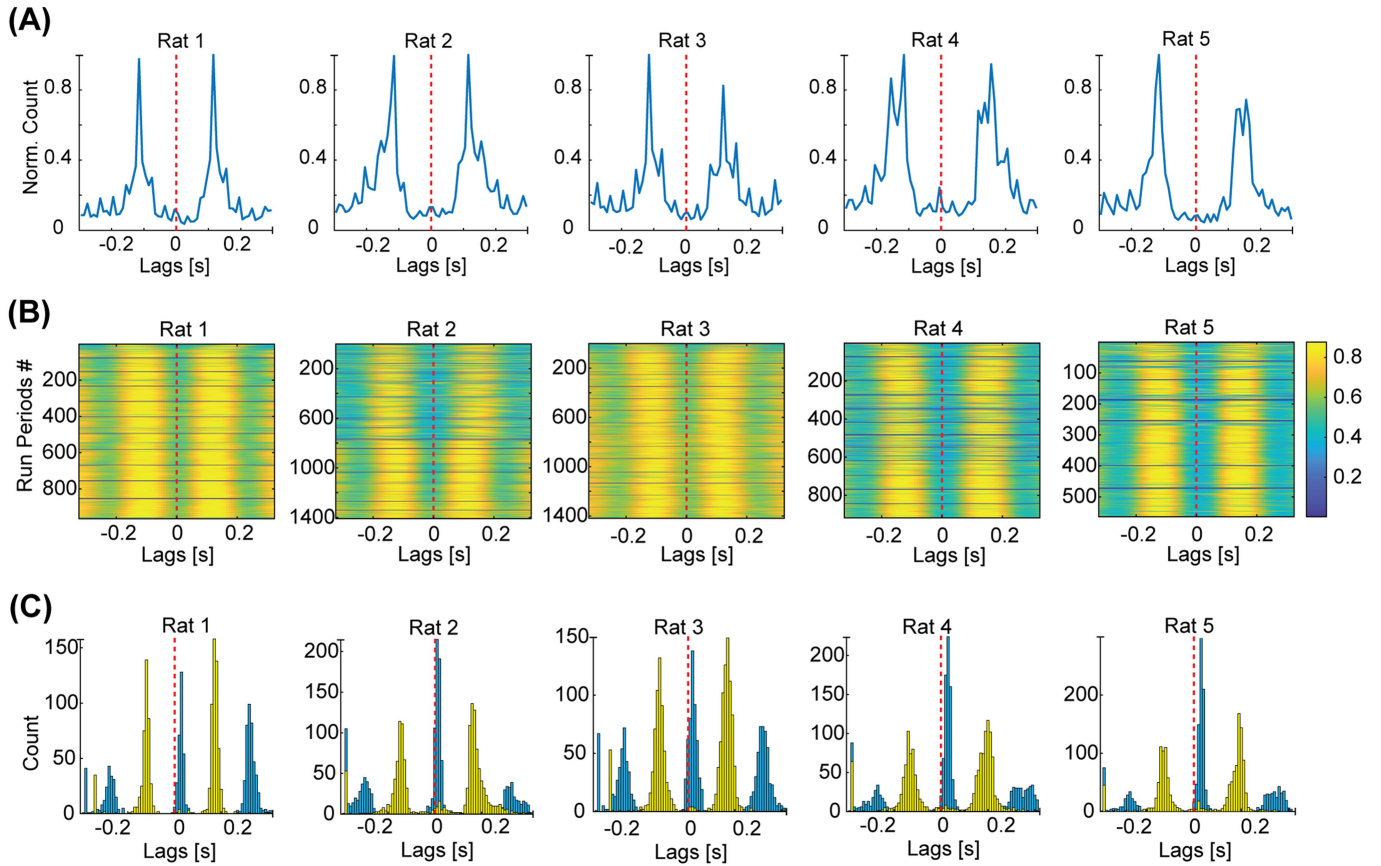 (A)
Rat 1 Rat 2 Rat 3 Rat 4 Rat 5
Norm. Count
0.8 0.8 0.8 0.8 0.8
0.4 0.4 0.4 0.4 0.4
0 0 0 0 0
-0.2 0 0.2 -0.2 0 0.2 -0.2 0 0.2 -0.2 0 0.2 -0.2 0 0.2
Lags [s] Lags [s] Lags [s] Lags [s] Lags [s]
(B)
Rat 1 Rat 2 Rat 3 Rat 4 Rat 5
Run Periods #
200 400 600 800
200 400 600 1000 1400
200 400 600 1000 1400
200 400 600 800
100 200 300 400 500
0.8 0.6 0.4 0.2
-0.2 0 0.2 -0.2 0 0.2 -0.2 0 0.2 -0.2 0 0.2 -0.2 0 0.2
Lags [s] Lags [s] Lags [s] Lags [s] Lags [s]
(C)
Rat 1 Rat 2 Rat 3 Rat 4 Rat 5
Count
150 100 50 0
200 150 100 50 0
150 100 50 0
200 150 100 50 0
200 100 0
-0.2 0 0.2 -0.2 0 0.2 -0.2 0 0.2 -0.2 0 0.2 -0.2 0 0.2
Lags [s] Lags [s] Lags [s] Lags [s] Lags [s]